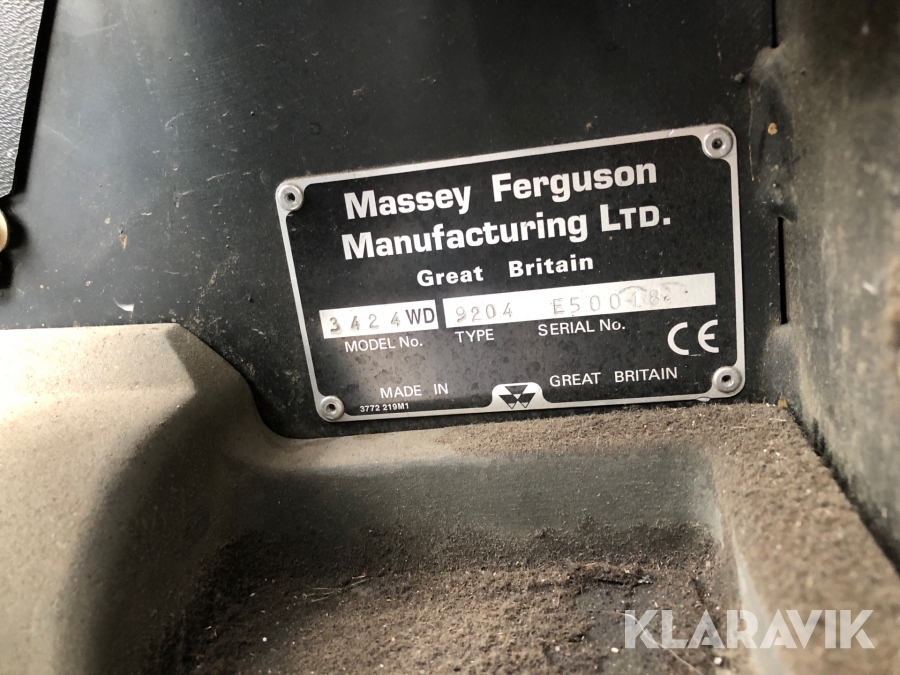 Massey Ferguson
Manufacturing LTD.
Great Britain
3424WD 9204
MODEL No. TYPE SERIAL No.
CE
MADE IN GREAT BRITAIN
3772 219M1
KLARAVIK